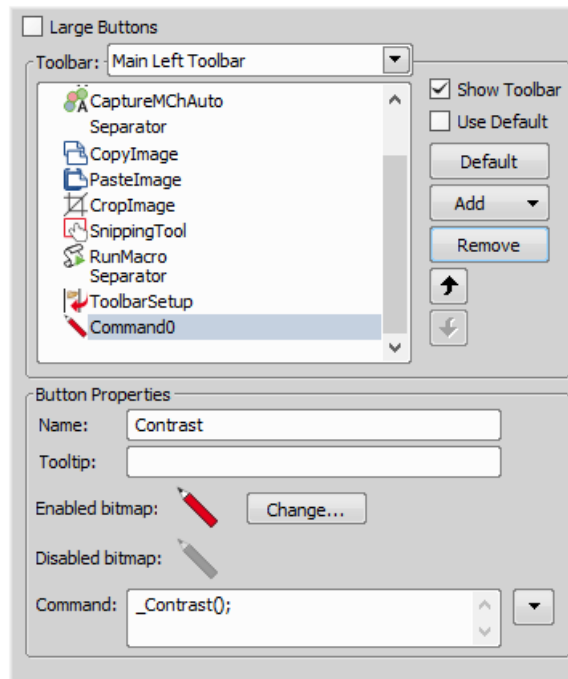 Large Buttons
Toolbar: Main Left Toolbar
CaptureMChAuto
Show Toolbar
Separator
Use Default
CopyImage
Default
PasteImage
CropImage
Add
SnippingTool
RunMacro
Remove
Separator
ToolbarSetup
Command0
Button Properties
Name: Contrast
Tooltip:
Enabled bitmap: Change...
Disabled bitmap:
Command: _Contrast();